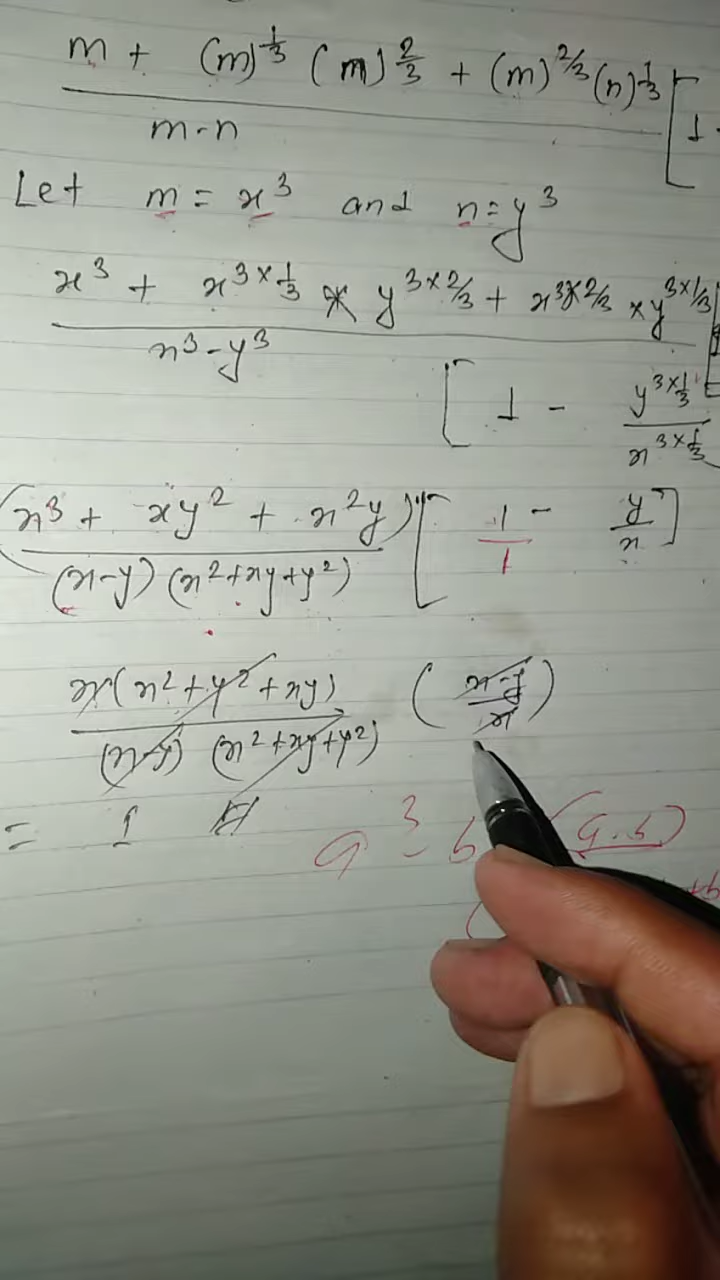 m + (m)^1/3 (m)^2/3 + (m)^2/3 (n)^1/3 [ 1 -
m-n
Let m = x^3 and n = y^3
x^3 + x^3×1/3 * y^3×2/3 + x^3×2/3 × y^3×1/3
x^3 - y^3
[ 1 - y^3×1/3 / x^3×1/3
(x^3 + xy^2 + x^2y) [ 1/1 - y/x ]
(x-y) (x^2+xy+y^2)
x(x^2+y^2+xy) (x-y / x)
(x-y) (x^2+xy+y^2)
= 1
a^3 - b (a-b)